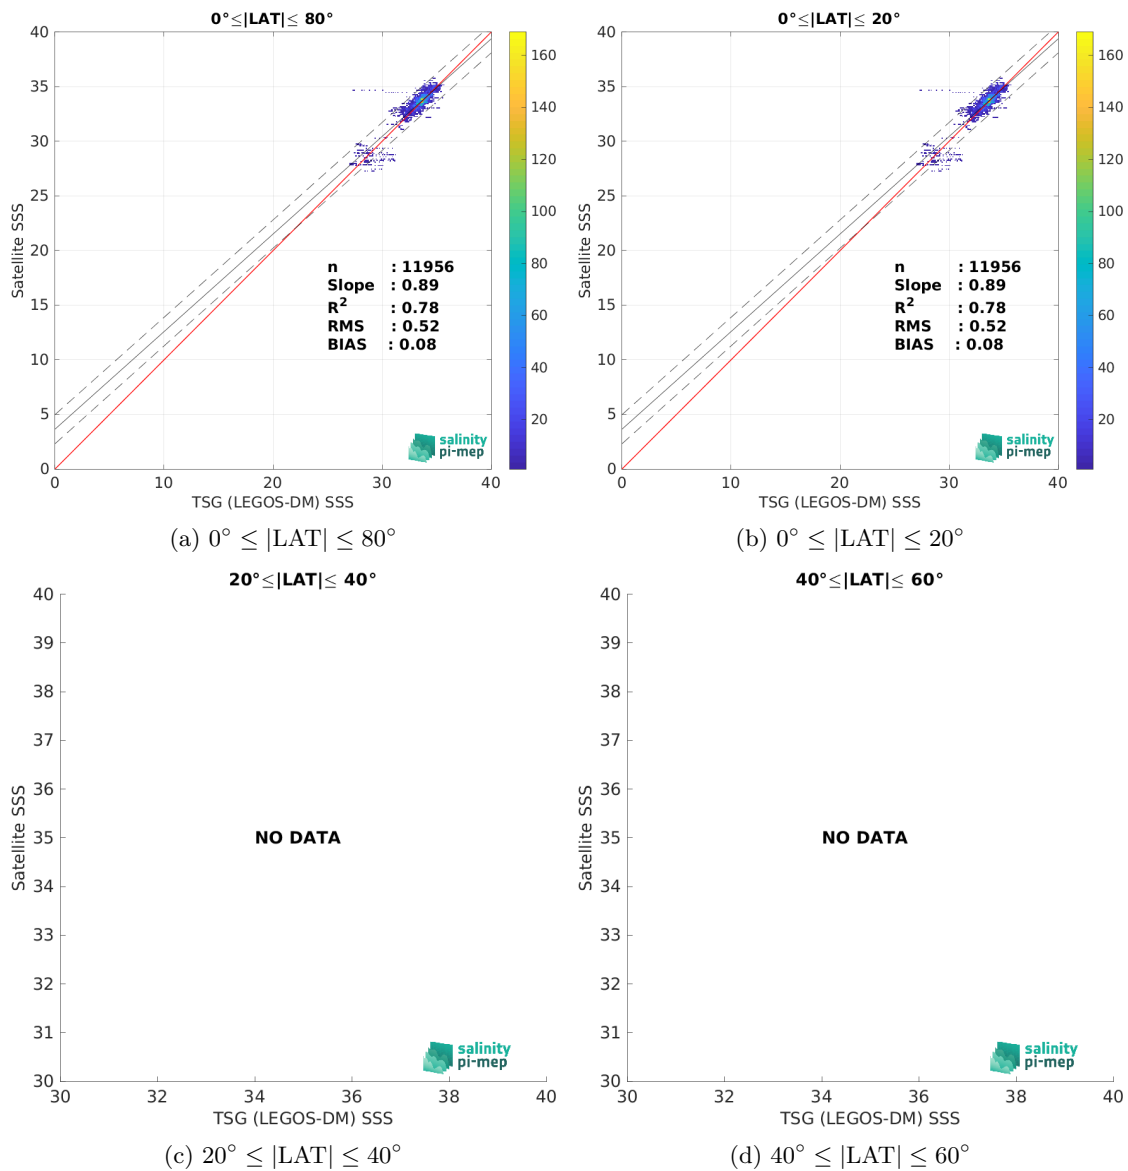 0°≤|LAT|≤ 80°
40
35
30
25
20
15
10
5
0
Satellite SSS
0
10
20
30
40
TSG (LEGOS-DM) SSS
n : 11956
Slope : 0.89
R² : 0.78
RMS : 0.52
BIAS : 0.08
salinity
pi-mep
160
140
120
100
80
60
40
20
(a) 0° ≤ |LAT| ≤ 80°
0°≤|LAT|≤ 20°
40
35
30
25
20
15
10
5
0
Satellite SSS
0
10
20
30
40
TSG (LEGOS-DM) SSS
n : 11956
Slope : 0.89
R² : 0.78
RMS : 0.52
BIAS : 0.08
salinity
pi-mep
160
140
120
100
80
60
40
20
(b) 0° ≤ |LAT| ≤ 20°
20°≤|LAT|≤ 40°
40
39
38
37
36
35
34
33
32
31
30
Satellite SSS
NO DATA
salinity
pi-mep
30
32
34
36
38
40
TSG (LEGOS-DM) SSS
(c) 20° ≤ |LAT| ≤ 40°
40°≤|LAT|≤ 60°
40
39
38
37
36
35
34
33
32
31
30
Satellite SSS
NO DATA
salinity
pi-mep
30
32
34
36
38
40
TSG (LEGOS-DM) SSS
(d) 40° ≤ |LAT| ≤ 60°